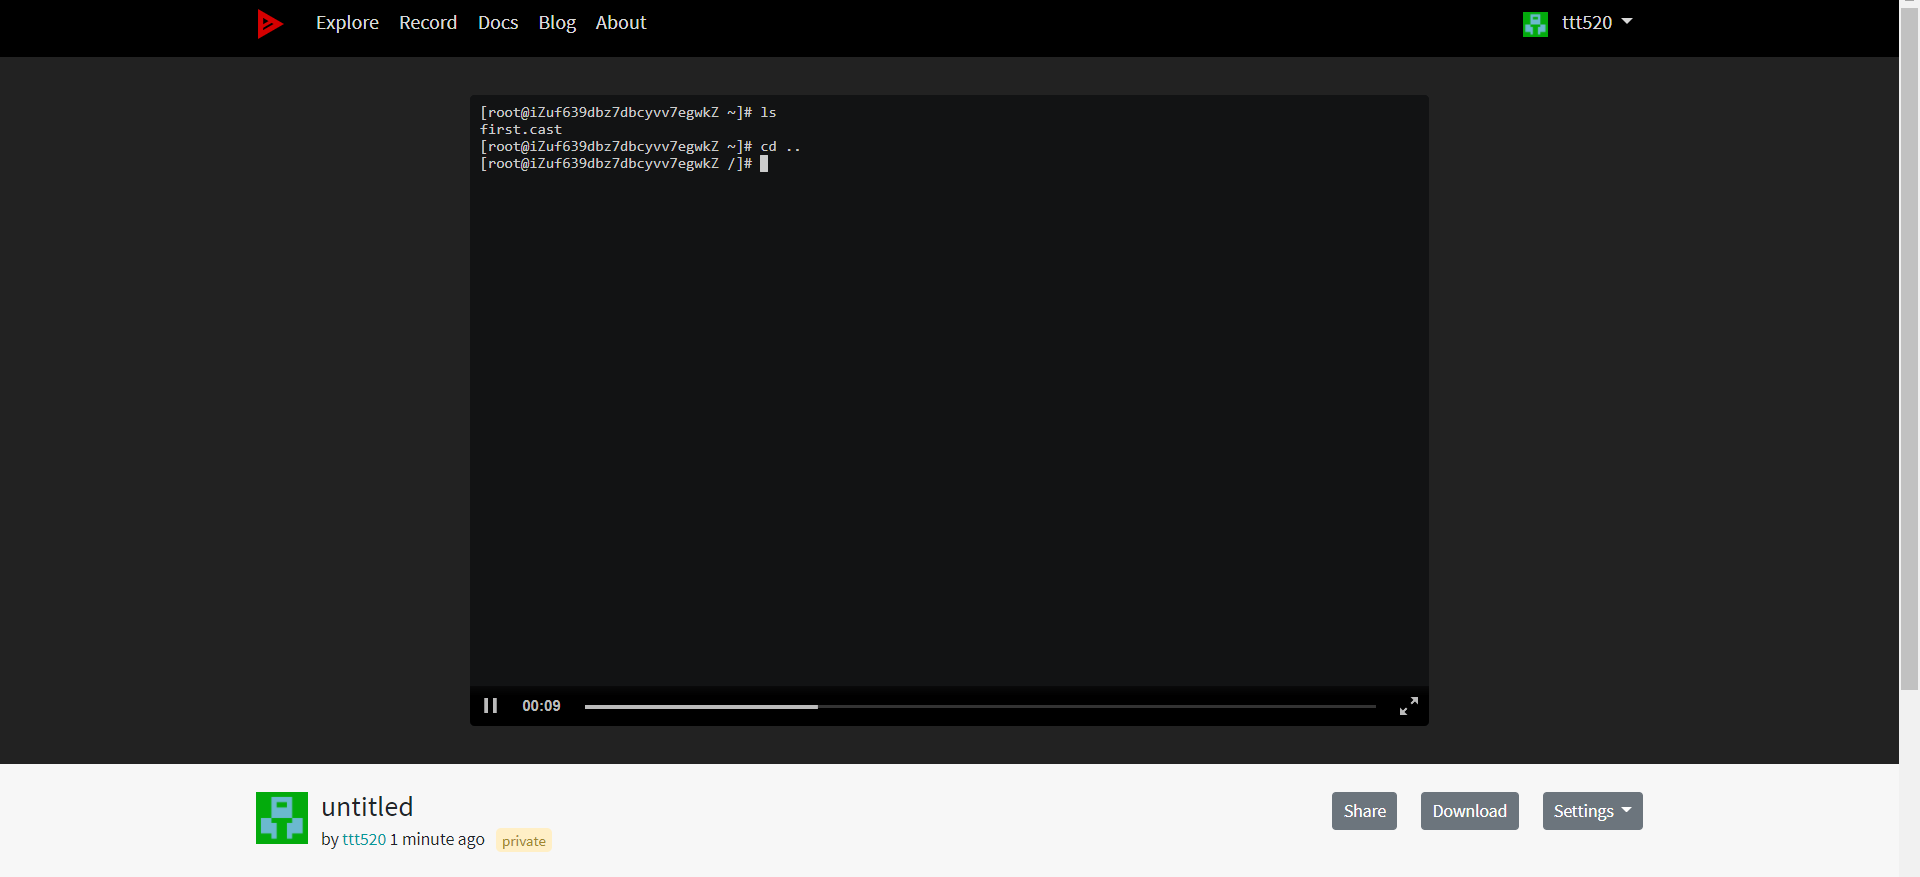 Explore Record Docs Blog About ttt520
[root@iZuf639dbz7dbcyvv7egwkZ ~]# ls
first.cast
[root@iZuf639dbz7dbcyvv7egwkZ ~]# cd ..
[root@iZuf639dbz7dbcyvv7egwkZ /]#
00:09
untitled
by ttt520 1 minute ago private
Share Download Settings